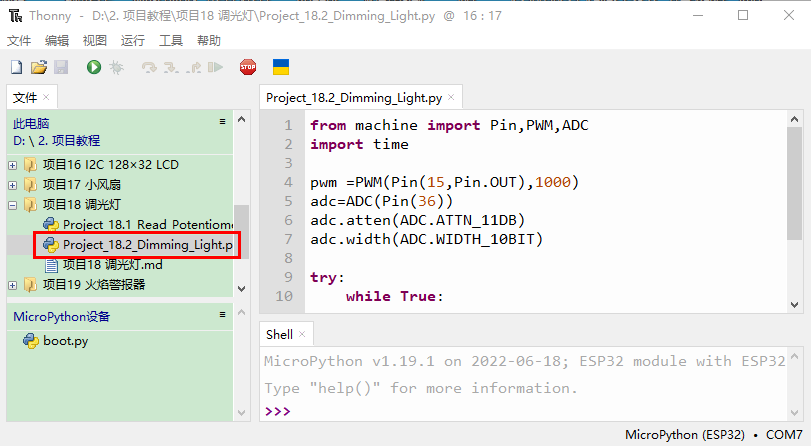 Thonny - D:\2. 项目教程\项目18 调光灯\Project_18.2_Dimming_Light.py @ 16 : 17
文件 编辑 视图 运行 工具 帮助
STOP
文件 ×
此电脑
D: \ 2. 项目教程
项目16 I2C 128×32 LCD
项目17 小风扇
项目18 调光灯
Project_18.1_Read_Potentiome
Project_18.2_Dimming_Light.p
项目18 调光灯.md
项目19 火焰警报器
MicroPython设备
boot.py
Project_18.2_Dimming_Light.py ×
1 from machine import Pin,PWM,ADC
2 import time
3
4 pwm =PWM(Pin(15,Pin.OUT),1000)
5 adc=ADC(Pin(36))
6 adc.atten(ADC.ATTN_11DB)
7 adc.width(ADC.WIDTH_10BIT)
8
9 try:
10 while True:
Shell ×
MicroPython v1.19.1 on 2022-06-18; ESP32 module with ESP32
Type "help()" for more information.
>>>
MicroPython (ESP32) • COM7